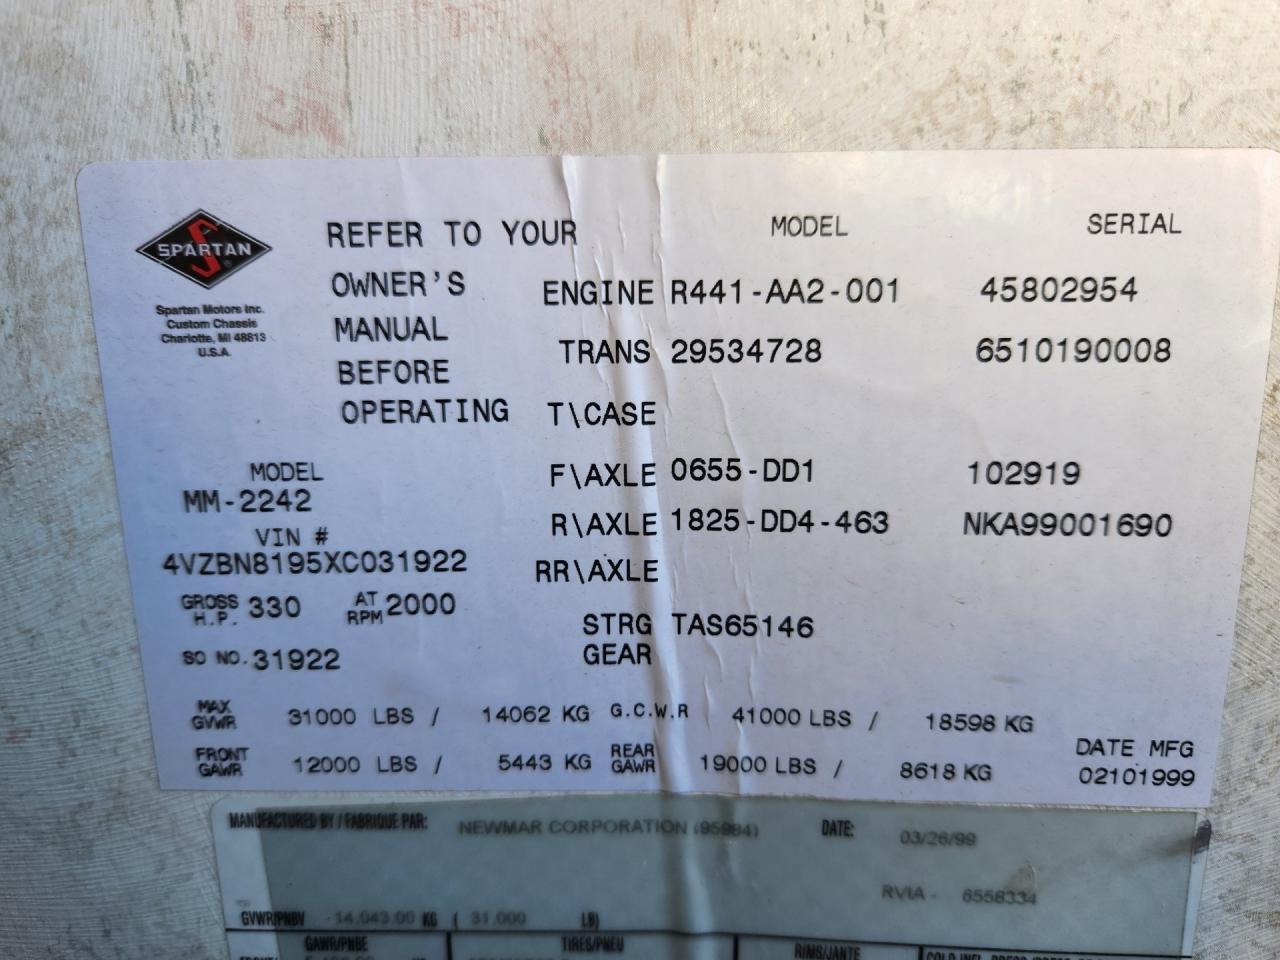 SPARTAN
Spartan Motors Inc.
Custom Chassis
Charlotte, MI 48813
U.S.A.
REFER TO YOUR
OWNER'S
MANUAL
BEFORE
OPERATING
MODEL SERIAL
ENGINE R441-AA2-001 45802954
TRANS 29534728 6510190008
T\CASE
F\AXLE 0655-DD1 102919
R\AXLE 1825-DD4-463 NKA99001690
RR\AXLE
STRG GEAR TAS65146
MODEL
MM-2242
VIN #
4VZBN8195XC031922
GROSS H.P. 330 AT RPM 2000
SO NO. 31922
MAX GVWR 31000 LBS / 14062 KG G.C.W.R 41000 LBS / 18598 KG
FRONT GAWR 12000 LBS / 5443 KG REAR GAWR 19000 LBS / 8618 KG
DATE MFG
02101999
MANUFACTURED BY / FABRIQUE PAR: NEWMAR CORPORATION (95984) DATE: 03/26/99
RVIA - 6558334
GVWR/PNBV 14,043.00 KG ( 31.000 LB)
GAWR/PNBE TIRES/PNEU RIMS/JANTE